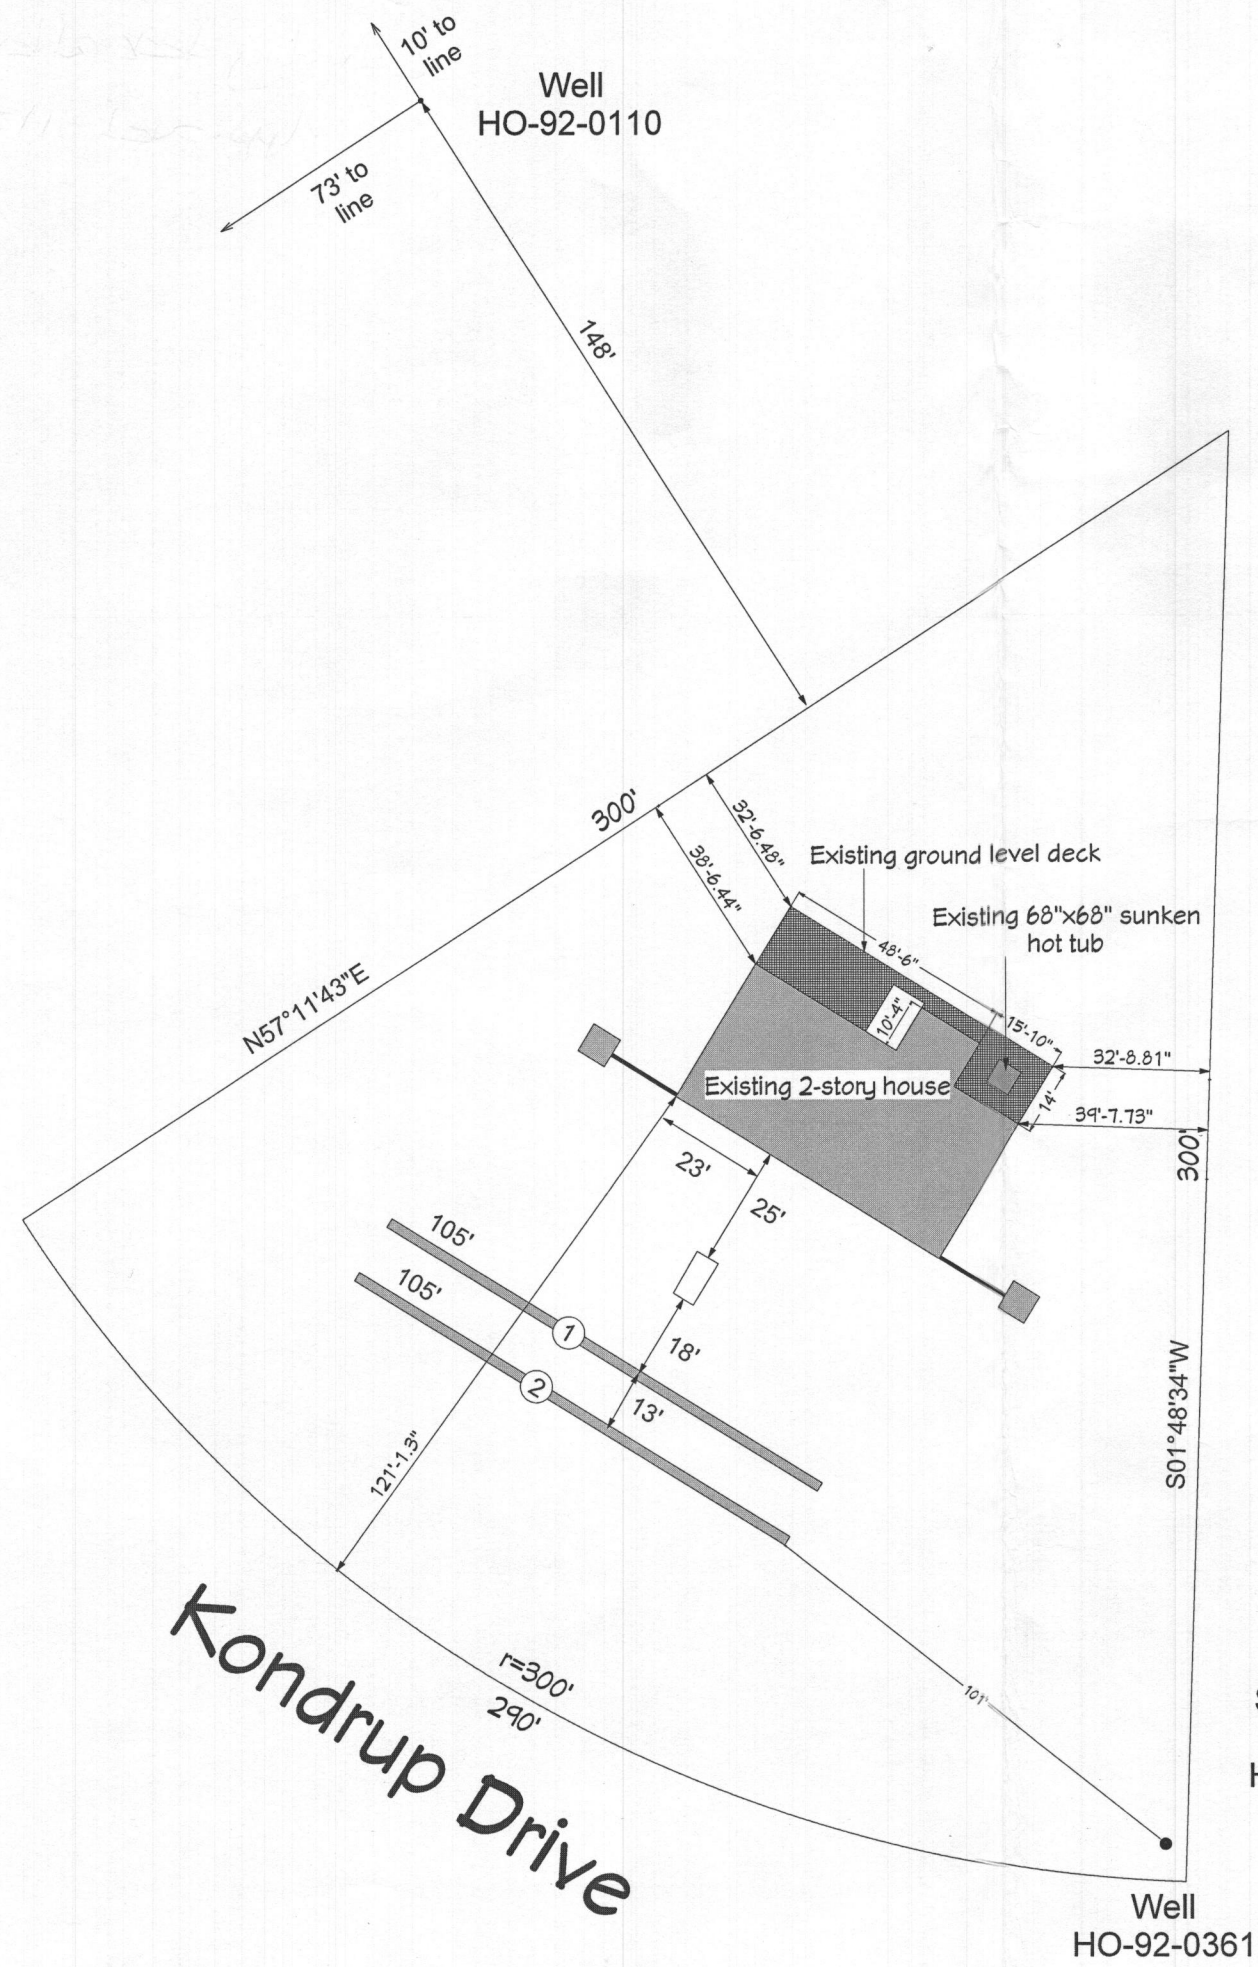 10' to
line
Well
HO-92-0110
73' to
line
148'
300'
32'-6.48"
38'-6.44"
Existing ground level deck
Existing 68"x68" sunken
hot tub
48'-6"
10'-4"
15'-10"
32'-8.81"
14'
39'-7.73"
N57°11'43"E
Existing 2-story house
300'
23'
25'
105'
105'
1
18'
2
13'
S01°48'34"W
121'-1.3"
Kondrup Drive
r=300'
290'
101'
Well
HO-92-0361